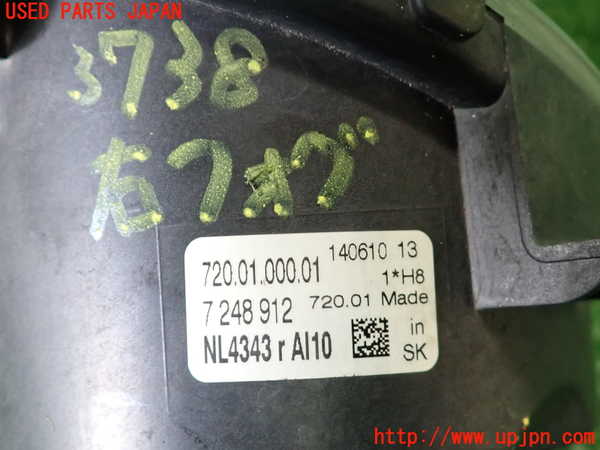 USED PARTS JAPAN
3738
右フォグ
720.01.000.01
140610 13
1*H8
7 248 912
720.01 Made
NL4343 r AI10
in
SK
http://www.upjpn.com/